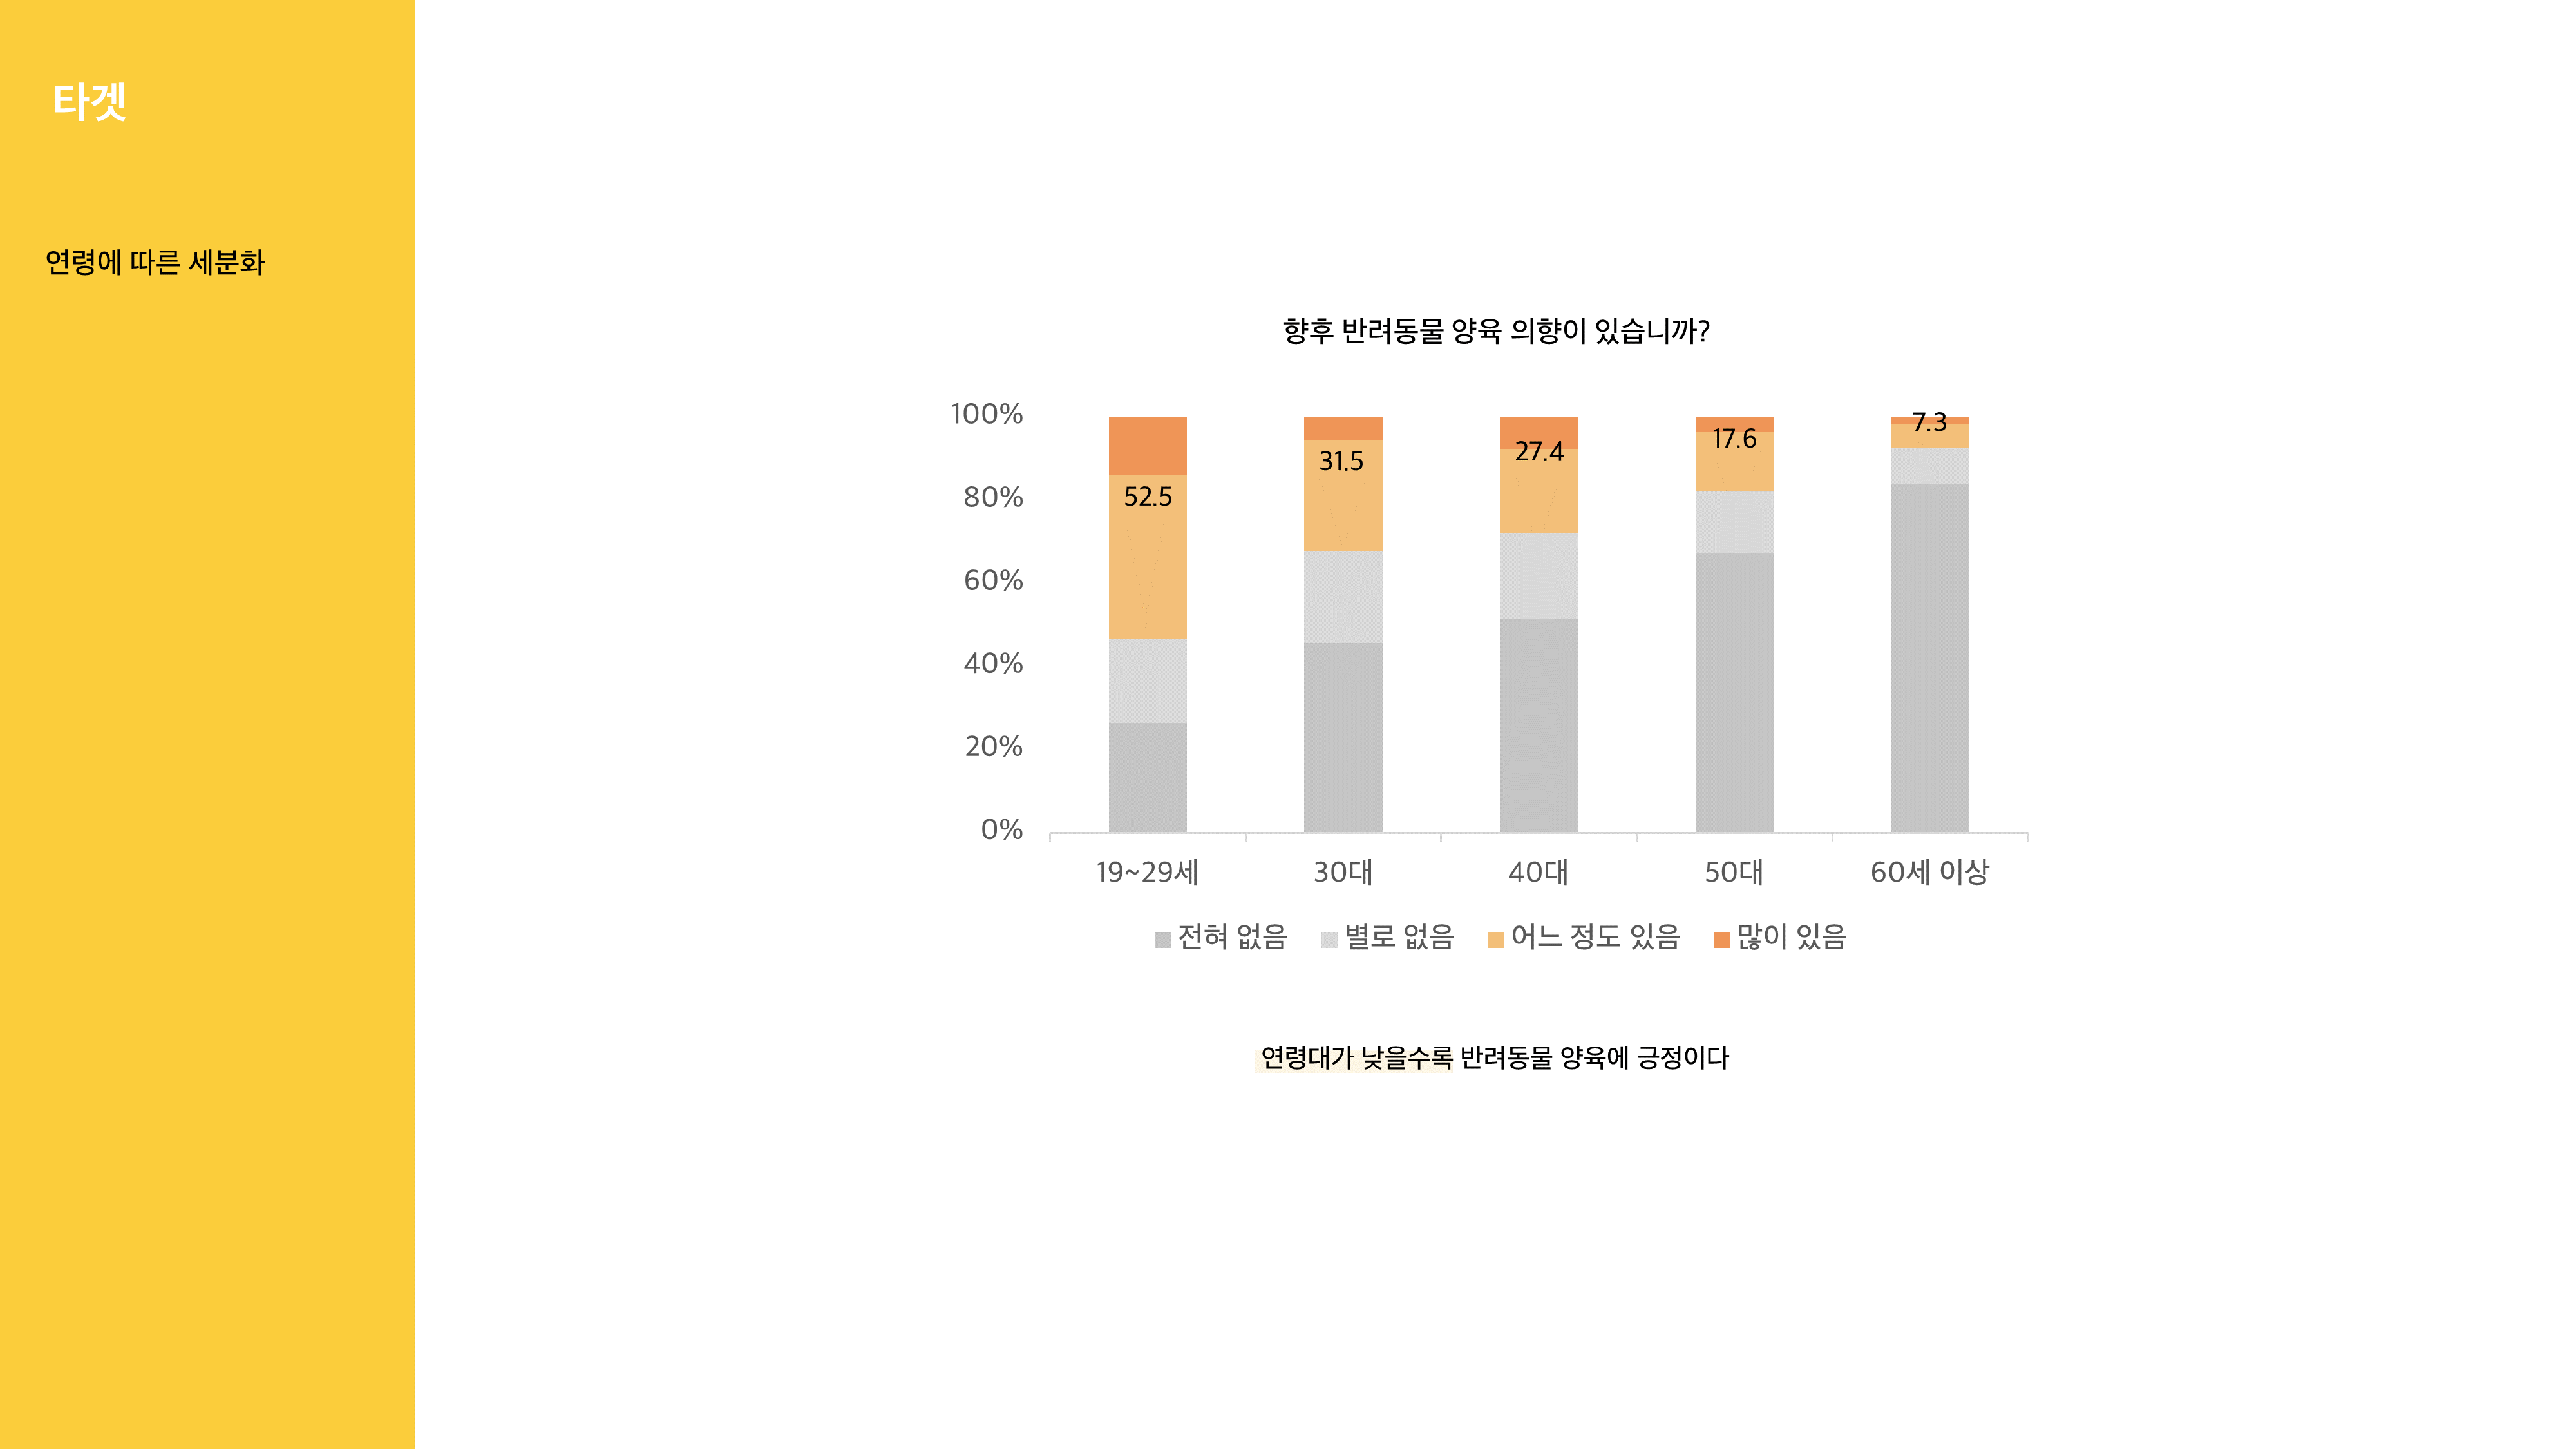 타겟
연령에 따른 세분화
향후 반려동물 양육 의향이 있습니까?
100%
80%
60%
40%
20%
0%
52.5
31.5
27.4
17.6
7.3
19~29세 30대 40대 50대 60세 이상
전혀 없음 별로 없음 어느 정도 있음 많이 있음
연령대가 낮을수록 반려동물 양육에 긍정이다